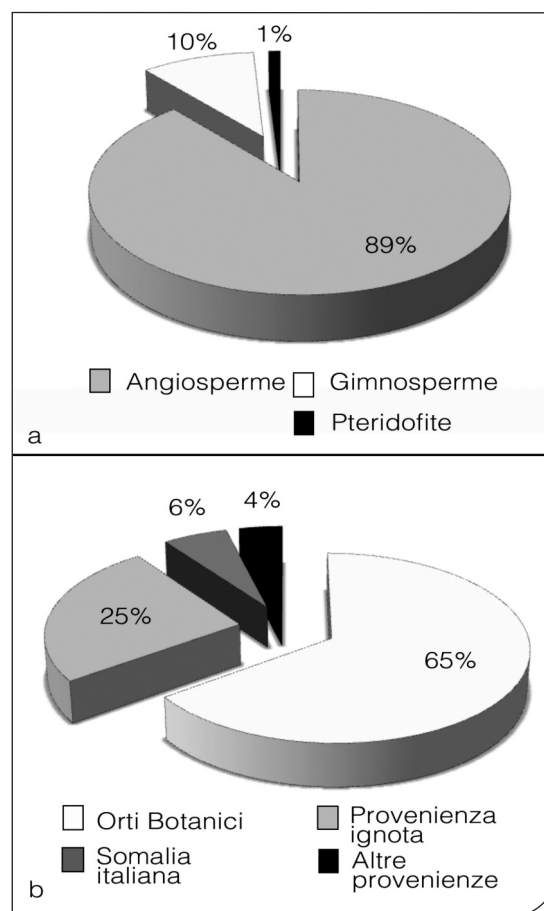 10% 1%
89%
Angiosperme Gimnosperme
Pteridofite
a
6% 4%
25%
65%
Orti Botanici
Provenienza
ignota
Somalia
italiana
Altre
provenienze
b